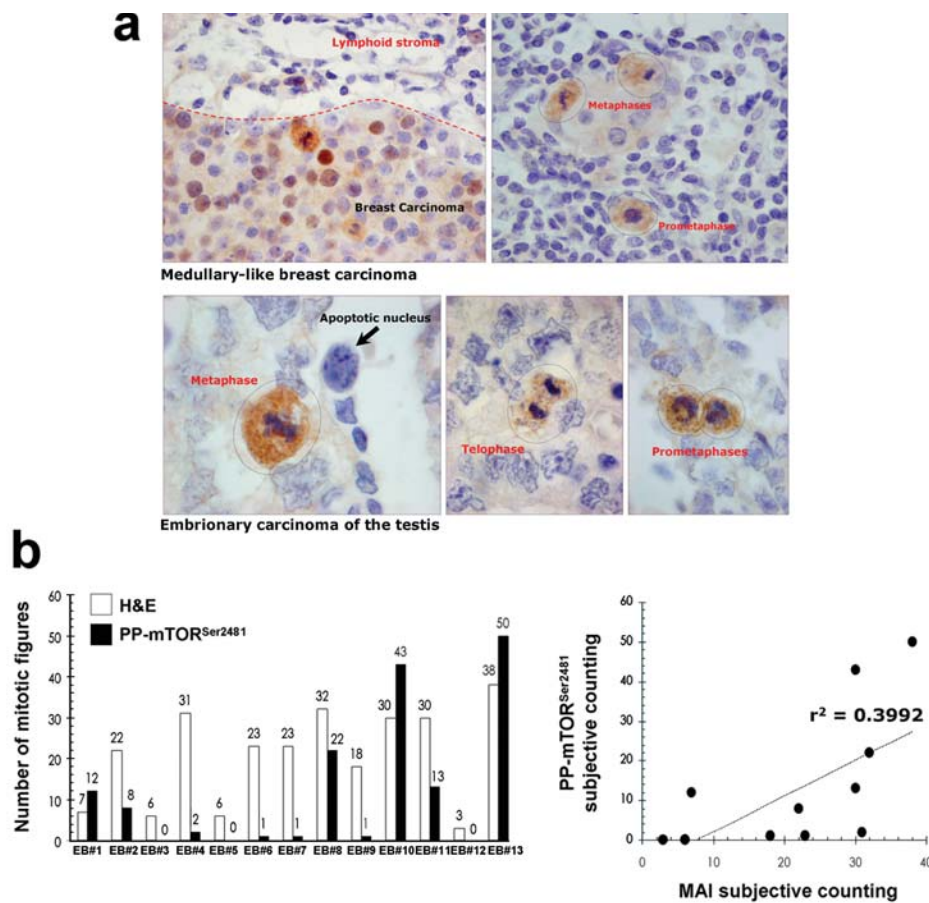 a
Lymphoid stroma
Breast Carcinoma
Metaphases
Prometaphase
Medullary-like breast carcinoma
Apoptotic nucleus
Metaphase
Telophase
Prometaphases
Embrionary carcinoma of the testis
b
Number of mitotic figures
60
50
40
30
20
10
0
H&E
PP-mTORSer2481
7 12
22 8
6 0
31 2
6 0
23 1
23 1
32 22
18 1
30 43
30 13
3 0
38 50
EB#1 EB#2 EB#3 EB#4 EB#5 EB#6 EB#7 EB#8 EB#9 EB#10 EB#11 EB#12 EB#13
PP-mTORSer2481
subjective counting
60
50
40
30
20
10
0
r² = 0.3992
0 10 20 30 40
MAI subjective counting